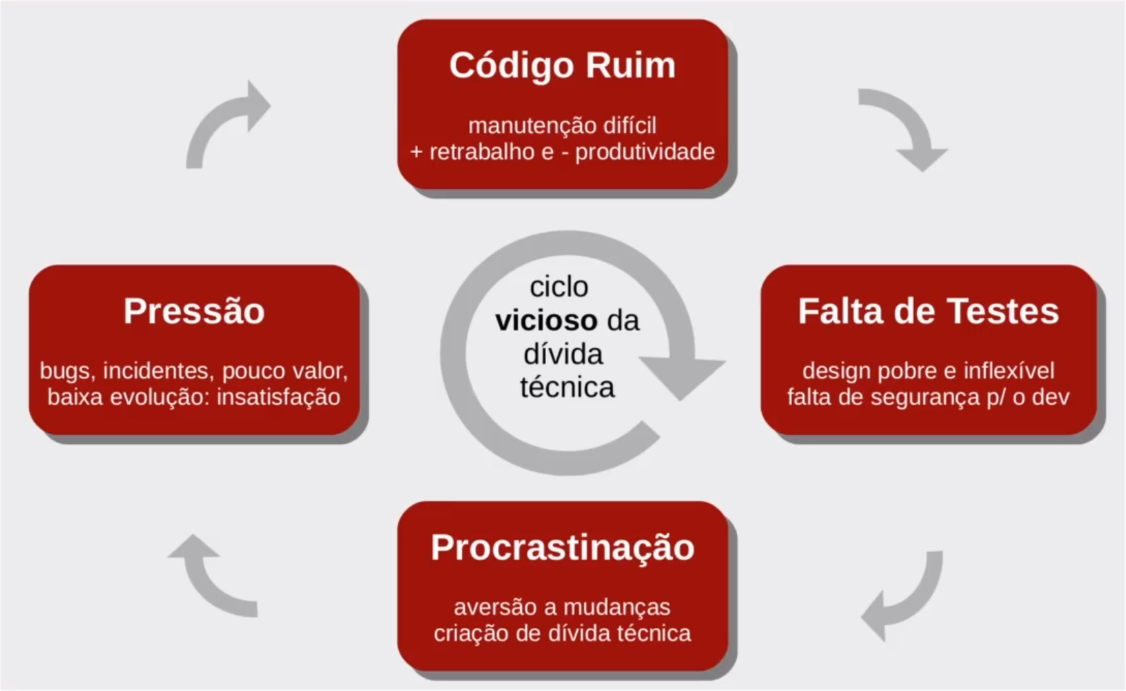 Código Ruim
manutenção difícil
+ retrabalho e - produtividade
Pressão
bugs, incidentes, pouco valor,
baixa evolução: insatisfação
ciclo
vicioso da
dívida
técnica
Falta de Testes
design pobre e inflexível
falta de segurança p/ o dev
Procrastinação
aversão a mudanças
criação de dívida técnica